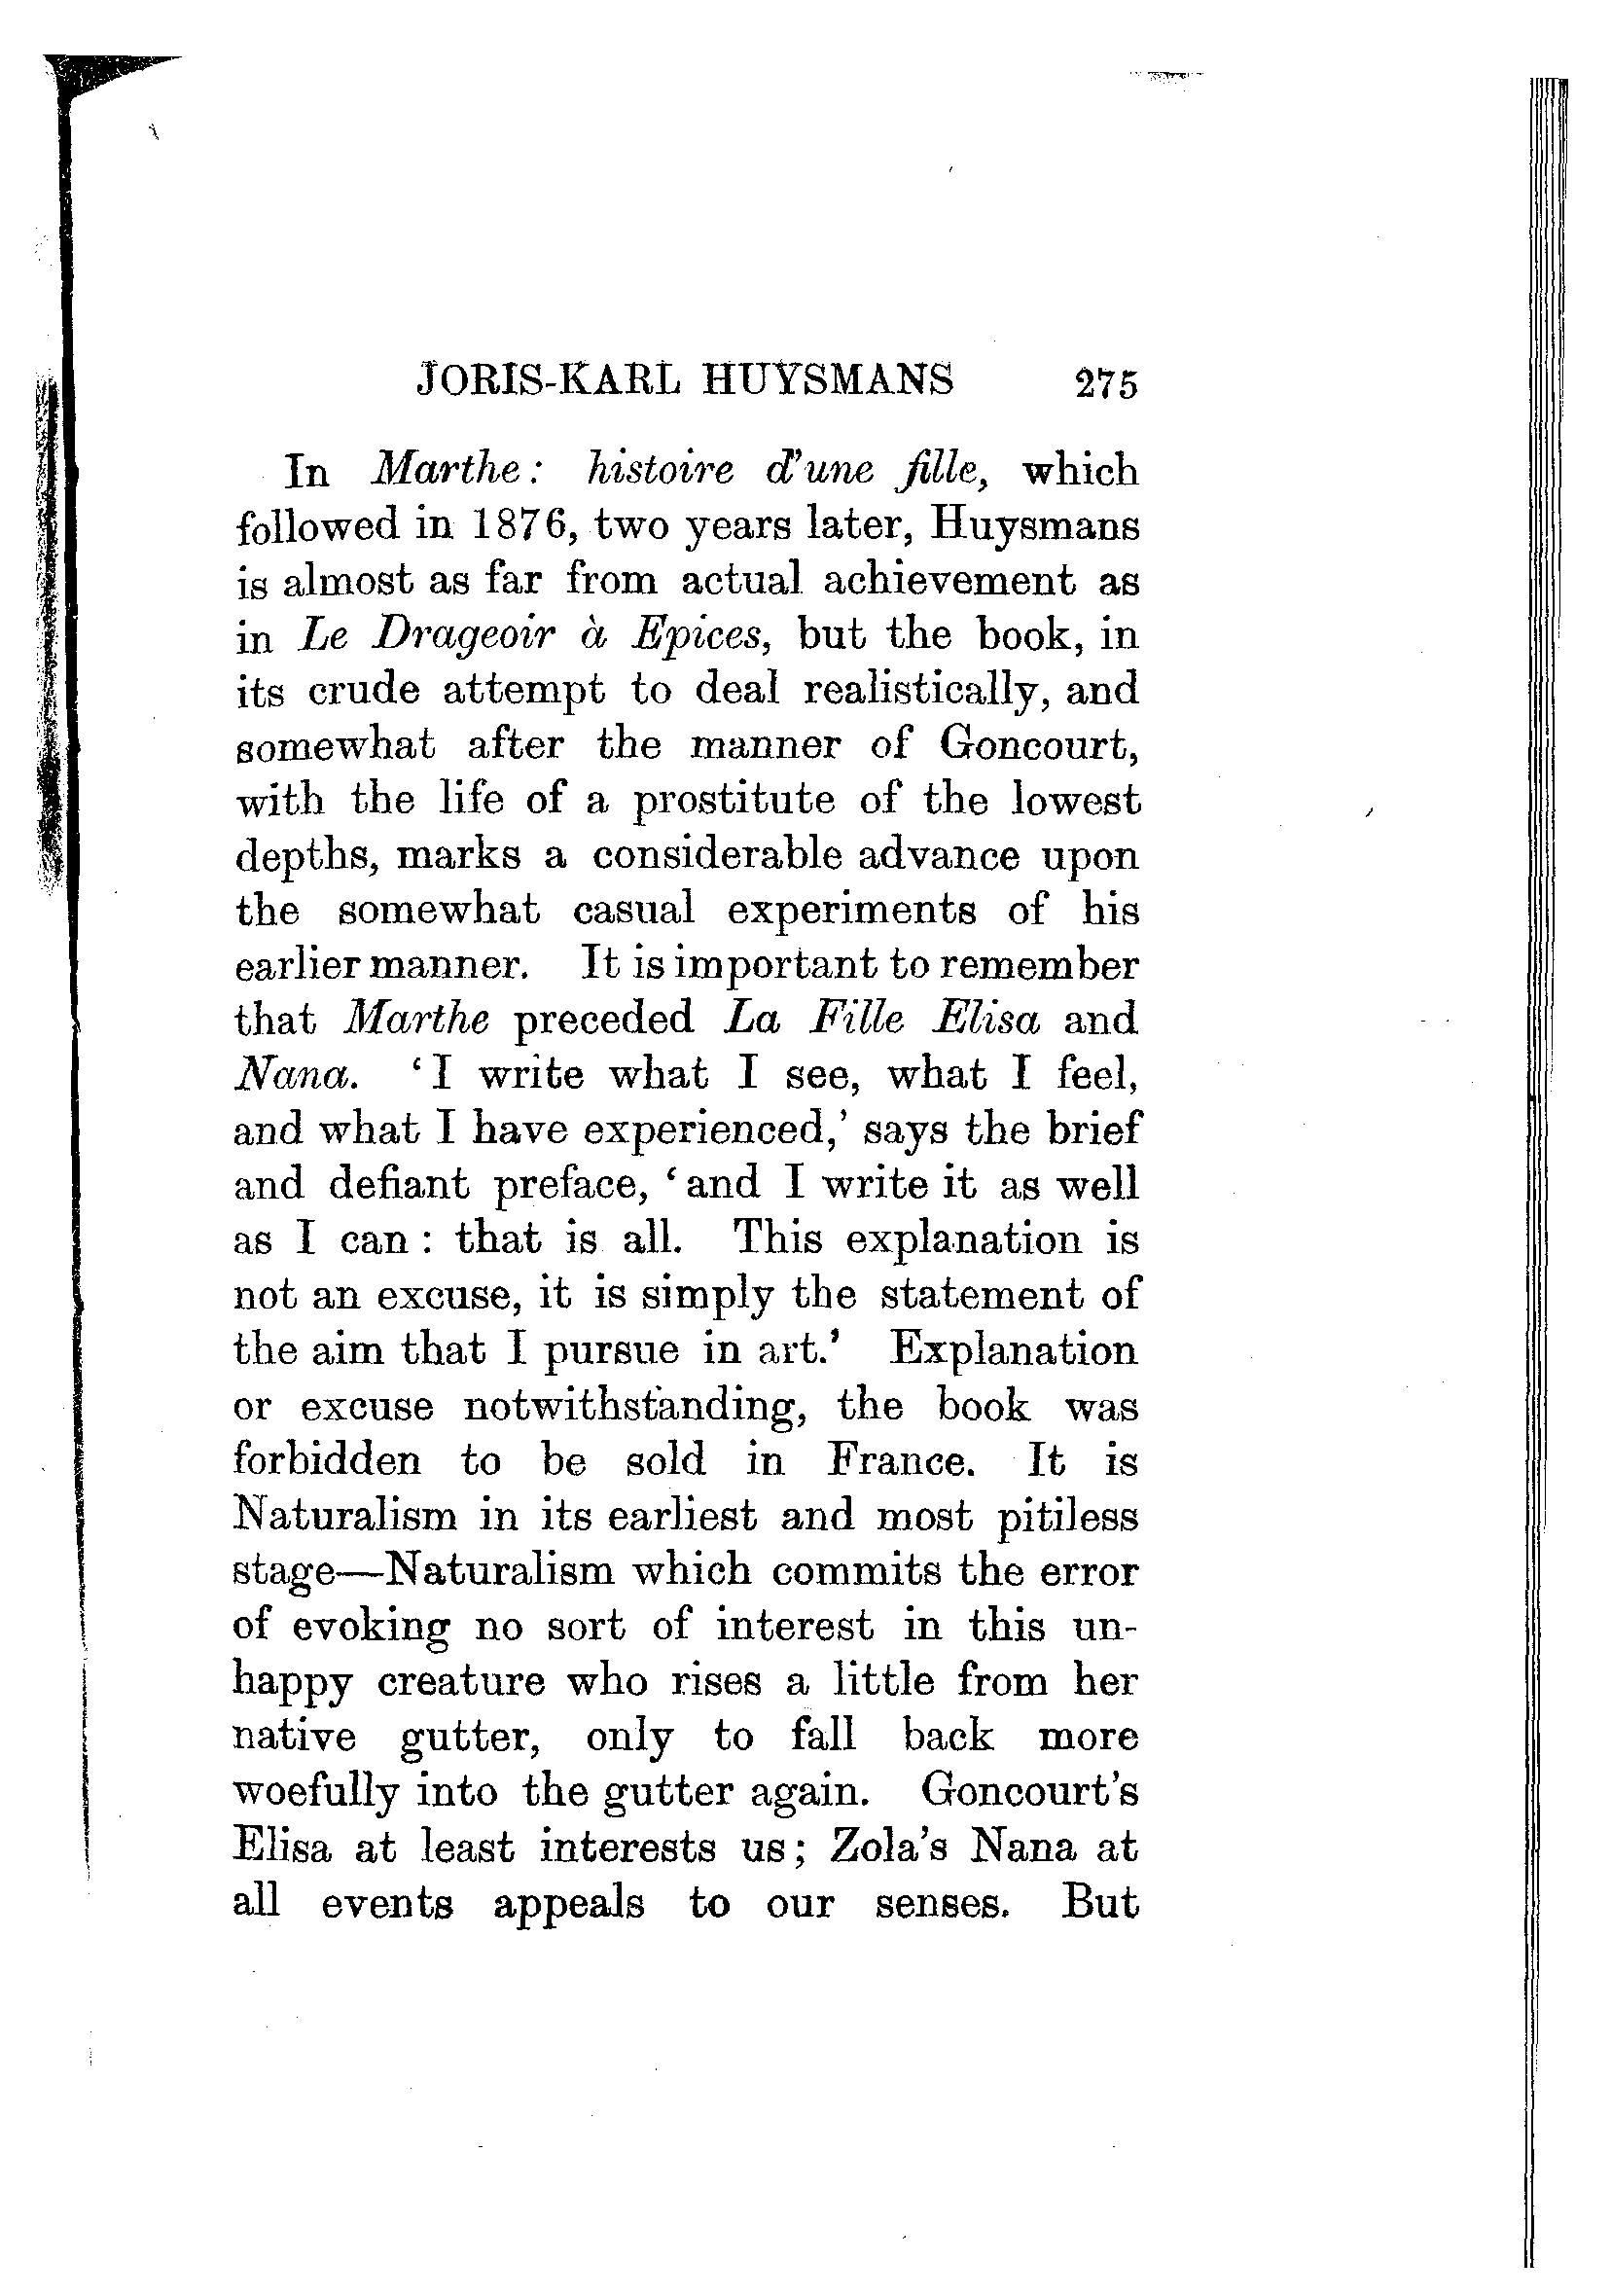 JORIS-KARL HUYSMANS 275
In Marthe: histoire d'une fille, which
followed in 1876, two years later, Huysmans
is almost as far from actual achievement as
in Le Drageoir à Epices, but the book, in
its crude attempt to deal realistically, and
somewhat after the manner of Goncourt,
with the life of a prostitute of the lowest
depths, marks a considerable advance upon
the somewhat casual experiments of his
earlier manner. It is important to remember
that Marthe preceded La Fille Elisa and
Nana. ‘I write what I see, what I feel,
and what I have experienced,’ says the brief
and defiant preface, ‘and I write it as well
as I can: that is all. This explanation is
not an excuse, it is simply the statement of
the aim that I pursue in art.’ Explanation
or excuse notwithstanding, the book was
forbidden to be sold in France. It is
Naturalism in its earliest and most pitiless
stage—Naturalism which commits the error
of evoking no sort of interest in this un-
happy creature who rises a little from her
native gutter, only to fall back more
woefully into the gutter again. Goncourt's
Elisa at least interests us; Zola's Nana at
all events appeals to our senses. But